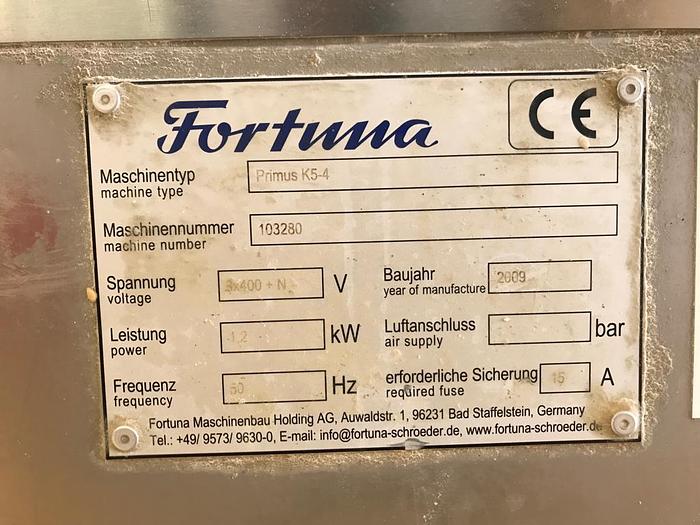 Fortuna
CE
Maschinentyp Primus K5-4
machine type
Maschinennummer 103280
machine number
Spannung 3x400 + N V Baujahr 2009
voltage year of manufacture
Leistung 1,2 kW Luftanschluss bar
power air supply
Frequenz 50 Hz erforderliche Sicherung 15 A
frequency required fuse
Fortuna Maschinenbau Holding AG, Auwaldstr. 1, 96231 Bad Staffelstein, Germany
Tel.: +49/ 9573/ 9630-0, E-mail: info@fortuna-schroeder.de, www.fortuna-schroeder.de